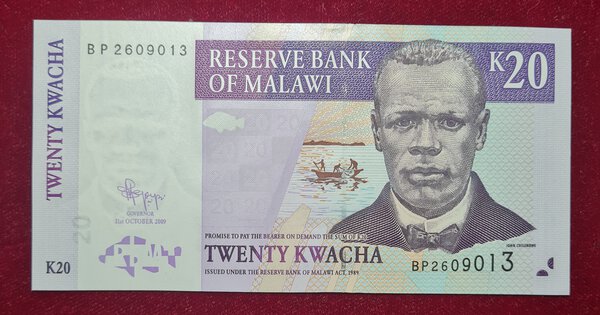 TWENTY KWACHA
K20
BP2609013
GOVERNOR
31st OCTOBER 2009
RESERVE BANK
OF MALAWI
K20
PROMISE TO PAY THE BEARER ON DEMAND THE SUM OF K20
TWENTY KWACHA
ISSUED UNDER THE RESERVE BANK OF MALAWI ACT, 1989
JOHN CHILEMBWE
BP2609013
20